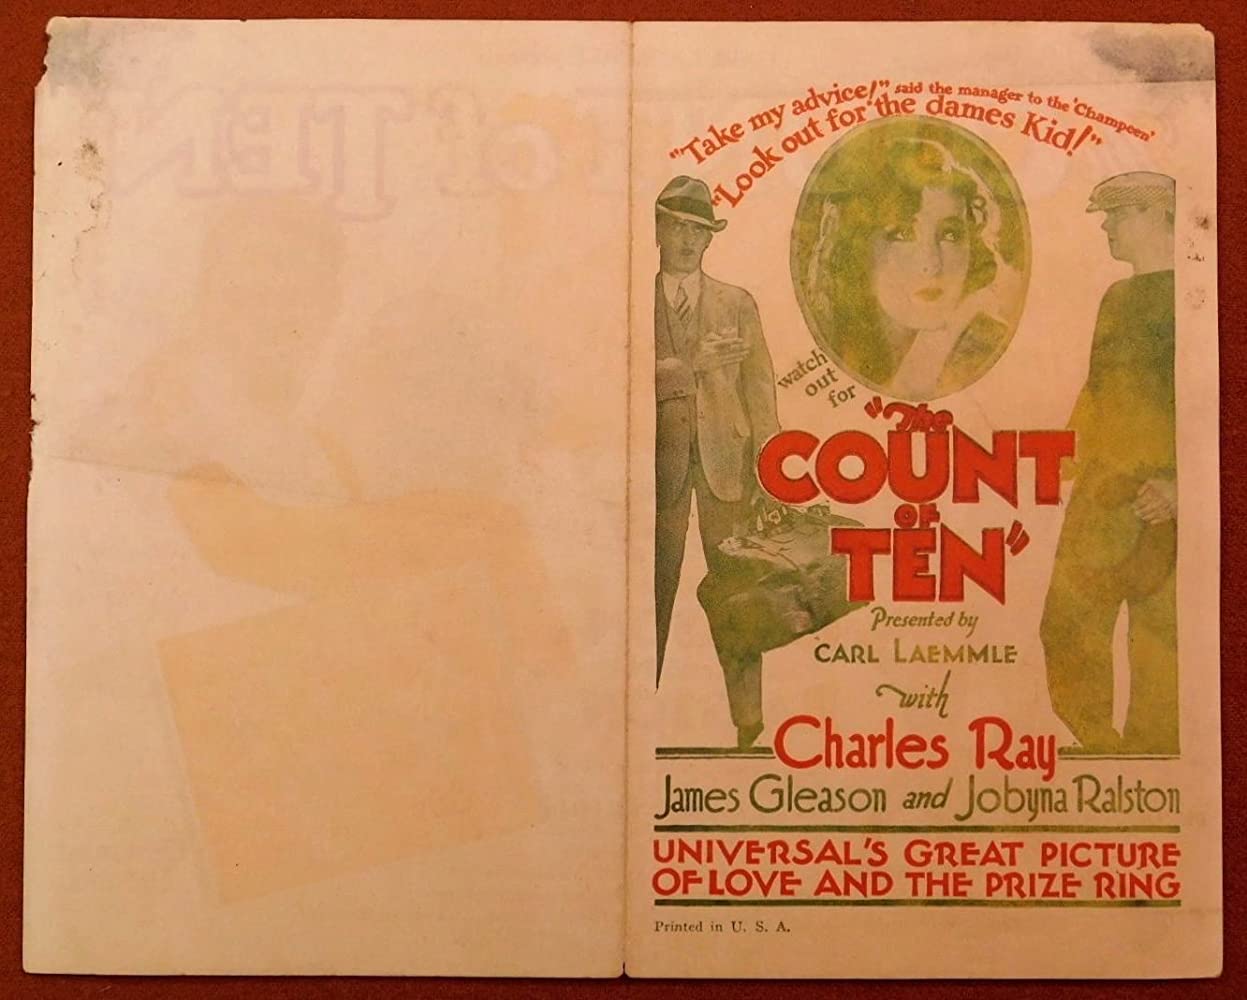 "Take my advice!" said the manager to the 'Champeen'
"Look out for the dames Kid!"
watch
out
for
"The
COUNT
OF
TEN"
Presented by
CARL LAEMMLE
with
Charles Ray
James Gleason and Jobyna Ralston
UNIVERSAL'S GREAT PICTURE
OF LOVE AND THE PRIZE RING
Printed in U. S. A.